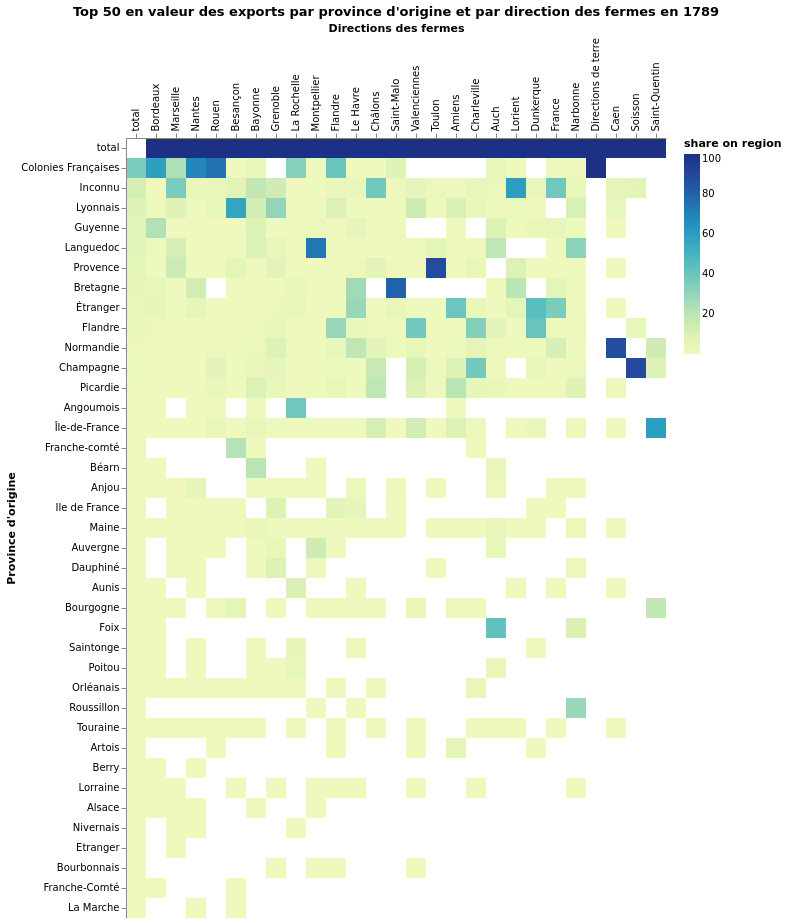 Top 50 en valeur des exports par province d'origine et par direction des fermes en 1789
Directions des fermes
total
Bordeaux
Marseille
Nantes
Rouen
Besançon
Bayonne
Grenoble
La Rochelle
Montpellier
Flandre
Le Havre
Châlons
Saint-Malo
Valenciennes
Toulon
Amiens
Charleville
Auch
Lorient
Dunkerque
France
Narbonne
Directions de terre
Caen
Soisson
Saint-Quentin
share on region
100
80
60
40
20
Province d'origine
total
Colonies Françaises
Inconnu
Lyonnais
Guyenne
Languedoc
Provence
Bretagne
Étranger
Flandre
Normandie
Champagne
Picardie
Angoumois
Île-de-France
Franche-comté
Béarn
Anjou
Ile de France
Maine
Auvergne
Dauphiné
Aunis
Bourgogne
Foix
Saintonge
Poitou
Orléanais
Roussillon
Touraine
Artois
Berry
Lorraine
Alsace
Nivernais
Etranger
Bourbonnais
Franche-Comté
La Marche